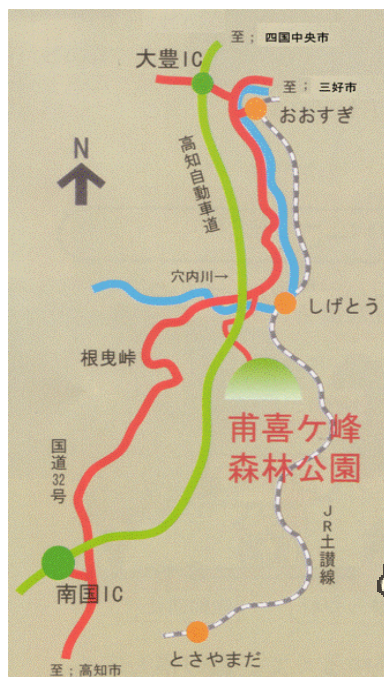 至；四国中央市
大豊IC
至；三好市
おおすぎ
N
高知自動車道
穴内川→
しげとう
根曳峠
甫喜ケ峰
森林公園
国道32号
JR土讃線
南国IC
とさやまだ
至；高知市